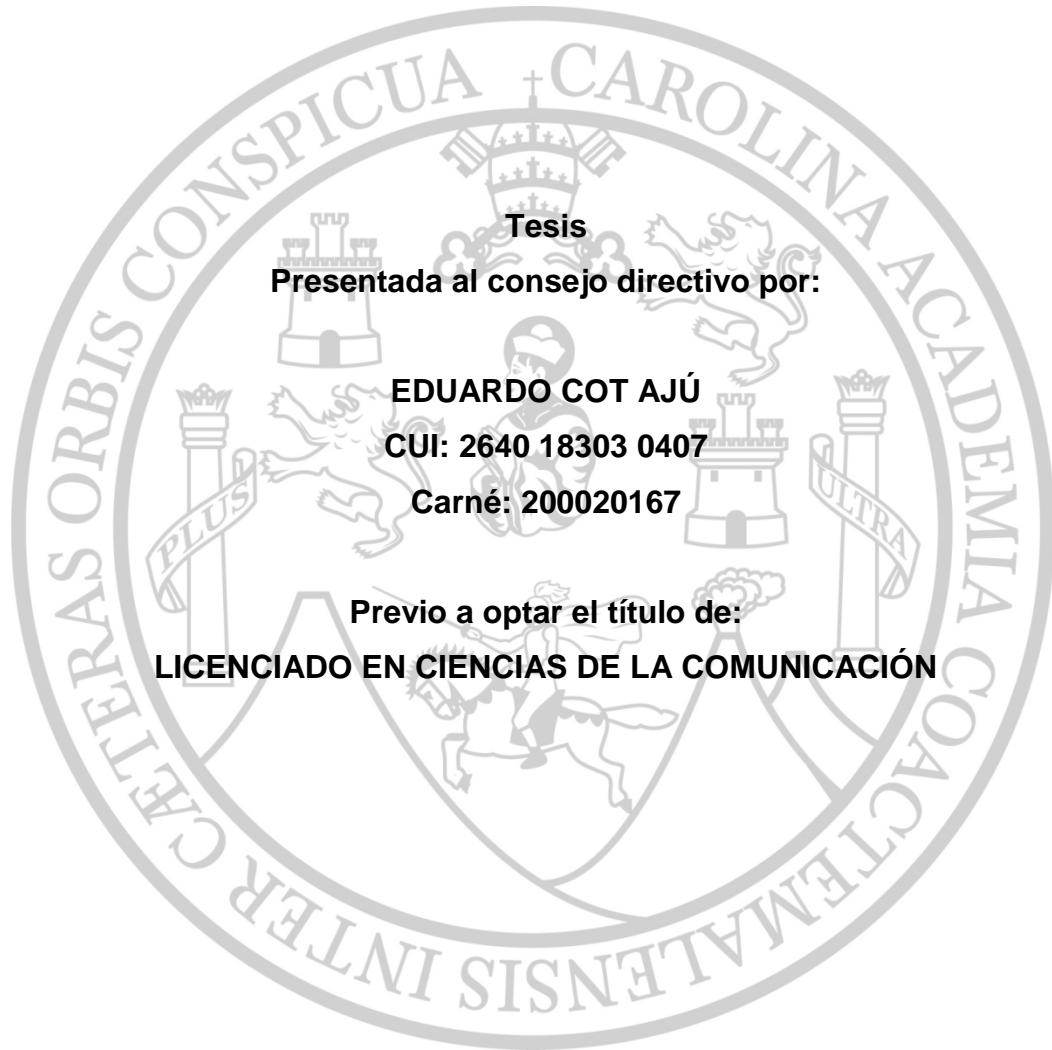 Tesis
Presentada al consejo directivo por:
EDUARDO COT AJÚ
CUI: 2640 18303 0407
Carné: 200020167
Previo a optar el título de:
LICENCIADO EN CIENCIAS DE LA COMUNICACIÓN
CAROLINA ACADEMIA COACTEMALENSIS INTER CÆTERAS ORBIS CONSPICUA
PLUS
ULTRA